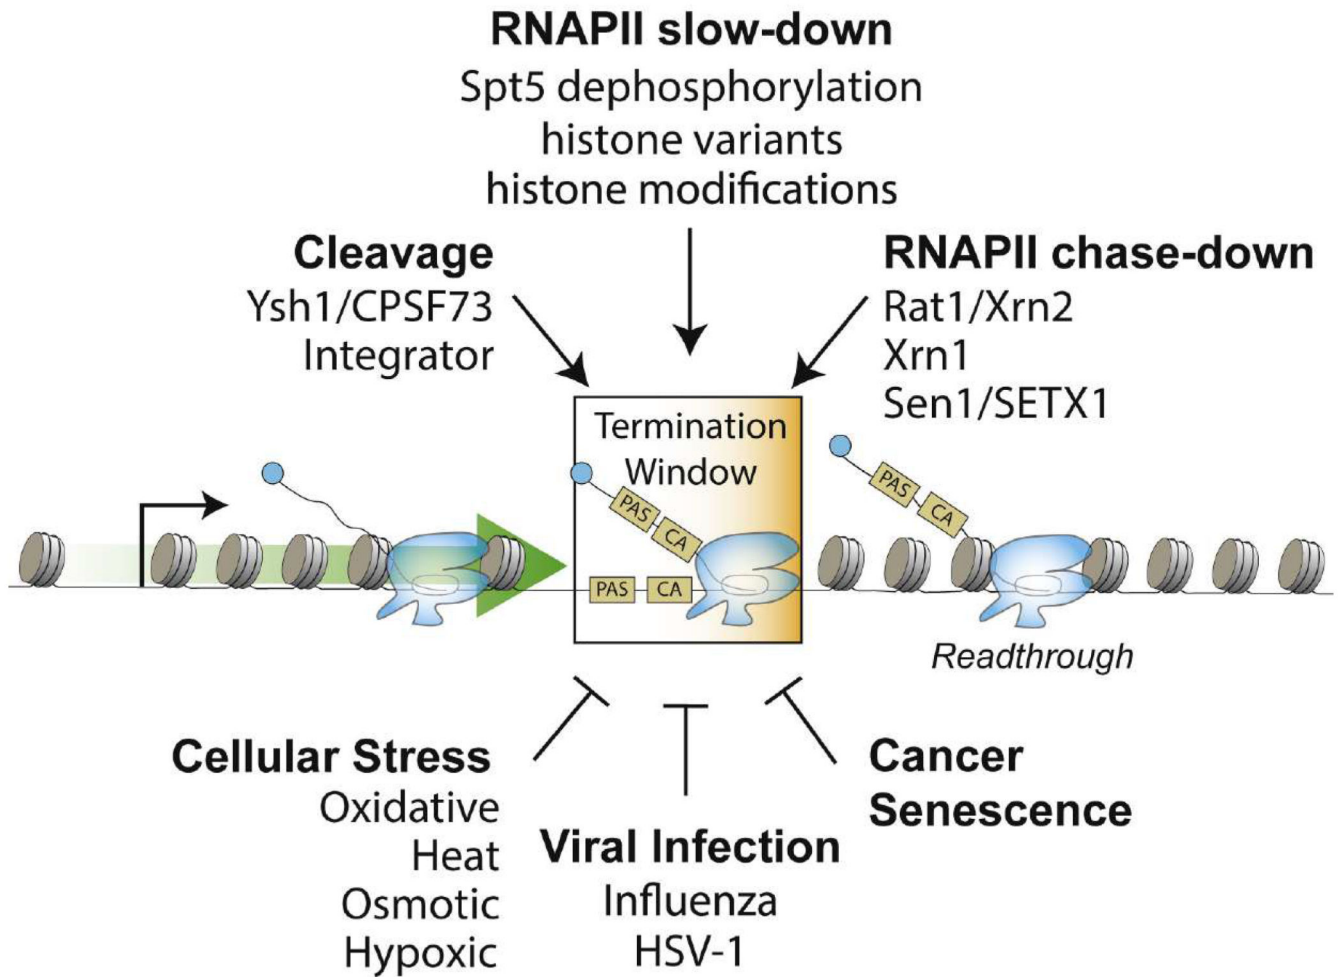 RNAPII slow-down
Spt5 dephosphorylation
histone variants
histone modifications
Cleavage
Ysh1/CPSF73
Integrator
RNAPII chase-down
Rat1/Xrn2
Xrn1
Sen1/SETX1
Termination
Window
PAS
CA
PAS
CA
PAS
CA
Readthrough
Cellular Stress
Oxidative
Heat
Osmotic
Hypoxic
Viral Infection
Influenza
HSV-1
Cancer
Senescence